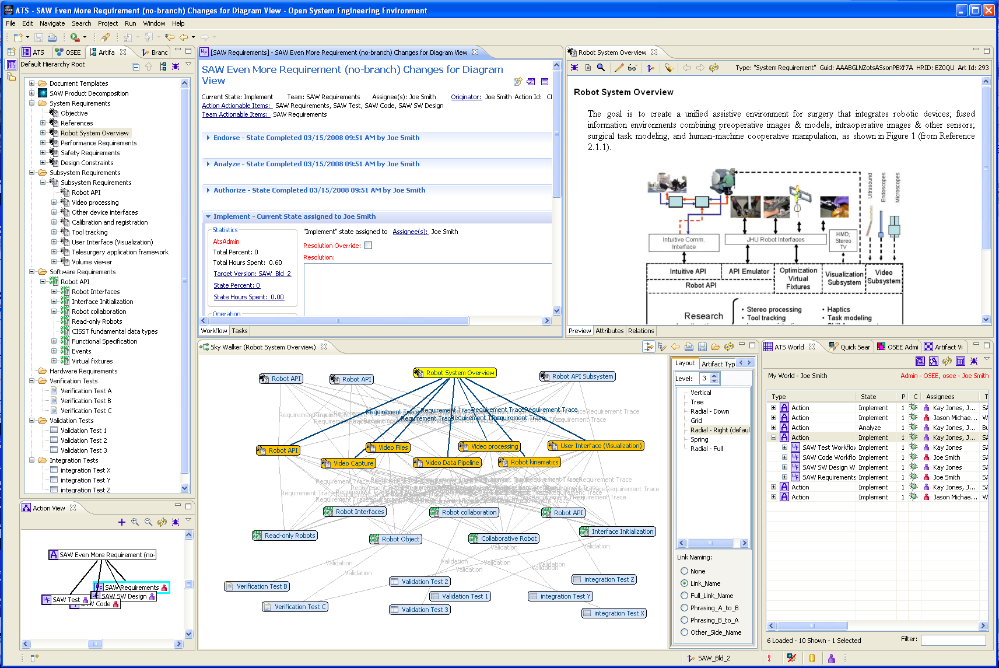 ATS - SAW Even More Requirement (no-branch) Changes for Diagram View - Open System Engineering Environment
File Edit Navigate Search Project Run Window Help
ATS OSEE Artifa Branc
Default Hierarchy Root
Document Templates
SAW Product Decomposition
System Requirements
Objective
References
Robot System Overview
Performance Requirements
Safety Requirements
Design Constraints
Subsystem Requirements
Subsystem Requirements
Robot API
Video processing
Other device interfaces
Calibration and registration
Tool tracking
User Interface (Visualization)
Telesurgery application framework
Volume viewer
Software Requirements
Robot API
Robot Interfaces
Interface Initialization
Robot collaboration
Read-only Robots
CISST fundamental data types
Functional Specification
Events
Virtual fixtures
Hardware Requirements
Verification Tests
Verification Test A
Verification Test B
Verification Test C
Validation Tests
Validation Test 1
Validation Test 2
Validation Test 3
Integration Tests
integration Test X
integration Test Y
integration Test Z
Action View
SAW Even More Requirement (no-
SAW Requirements
SAW SW Design
SAW Test
Code
[SAW Requirements] - SAW Even More Requirement (no-branch) Changes for Diagram View
SAW Even More Requirement (no-branch) Changes for Diagram
View
Current State: Implement Team: SAW Requirements Assignee(s): Joe Smith Originator: Joe Smith Action Id:
Action Actionable Items: SAW Requirements, SAW Test, SAW Code, SAW SW Design
Team Actionable Items: SAW Requirements
Endorse - State Completed 03/15/2008 09:51 AM by Joe Smith
Analyze - State Completed 03/15/2008 09:51 AM by Joe Smith
Authorize - State Completed 03/15/2008 09:51 AM by Joe Smith
Implement - Current State assigned to Joe Smith
Statistics
AtsAdmin
Total Percent: 0
Total Hours Spent: 0.60
Target Version: SAW_Bld_2
State Percent: 0
State Hours Spent: 0.00
Operation
"Implement" state assigned to Assignee(s): Joe Smith
Resolution Override:
Resolution:
Workflow Tasks
Robot System Overview
Type: "System Requirement" Guid: AAABGLNZotsASsonPBXf7A HRID: EZ0QU Art Id: 293
Robot System Overview
The goal is to create a unified assistive environment for surgery that integrates robotic devices; fused
information environments combining preoperative images & models, intraoperative images & other sensors;
surgical task modeling; and human-machine cooperative manipulation, as shown in Figure 1 (from Reference
2.1.1).
Ultrasound
Endoscopes
Microscopes
Intuitive Comm. Interface
JHU Robot Interfaces
HMD; Stereo TV
Intuitive API
API Emulator
Robot API
Optimization Virtual Fixtures
Visualization Subsystem
Video Subsystem
Research
• Stereo processing • Haptics
• Tool tracking • Task modeling
Preview Attributes Relations
Sky Walker (Robot System Overview)
Robot API
Robot API
Robot System Overview
Robot API Subsystem
Requirement Trace
Requirement Trace
Requirement Trace
Requirement Trace
Requirement Trace
Requirement Trace
Robot API
Video Files
Video processing
User Interface (Visualization)
Video Capture
Video Data Pipeline
Robot kinematics
Requirement Trace
Robot Interfaces
Robot collaboration
Robot API
Read-only Robots
Robot Object
Collaborative Robot
Interface Initialization
Validation
Validation
Validation
Validation
Validation
Validation
Validation
Verification Test B
Validation Test 2
integration Test Z
Validation Test 1
integration Test Y
Verification Test C
Validation Test 3
integration Test X
Layout Artifact Typ
Level: 3
Vertical
Tree
Radial - Down
Grid
Radial - Right (defaul
Spring
Radial - Full
Link Naming:
None
Link_Name
Full_Link_Name
Phrasing_A_to_B
Phrasing_B_to_A
Other_Side_Name
ATS World Quick Sear OSEE Admi Artifact Vi
My World - Joe Smith Admin - OSEE, osee - Joe Smith
Type State P C Assignees T
Action Implement 1 Kay Jones, J... SA
Action Implement 1 Jason Michae... W
Action Analyze 1 Kay Jones, J... Bu
Action Implement 1 Kay Jones, J... SA
SAW Test Workflow Implement 1 Kay Jones SA
SAW Code Workflo Implement 1 Joe Smith SA
SAW SW Design W Implement 1 Kay Jones SA
SAW Requirements Implement 1 Joe Smith SA
Action Implement 1 Kay Jones, J... SA
Action Implement 1 Jason Michae... W
6 Loaded - 10 Shown - 1 Selected Filter:
SAW_Bld_2